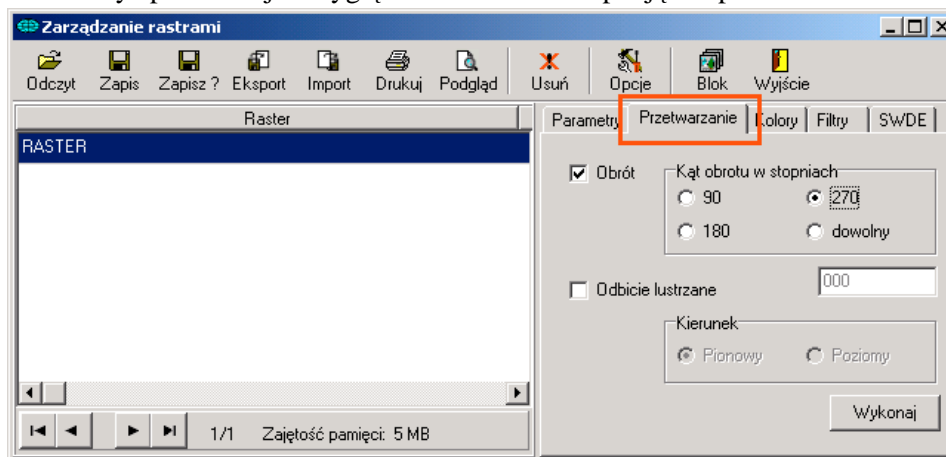 Zarządzanie rastrami
Odczyt Zapis Zapisz ? Eksport Import Drukuj Podgląd Usuń Opcje Blok Wyjście
Raster
RASTER
1/1 Zajętość pamięci: 5 MB
Parametry Przetwarzanie Kolory Filtry SWDE
Obrót
Kąt obrotu w stopniach
90 270
180 dowolny
Odbicie lustrzane
000
Kierunek
Pionowy Poziomy
Wykonaj